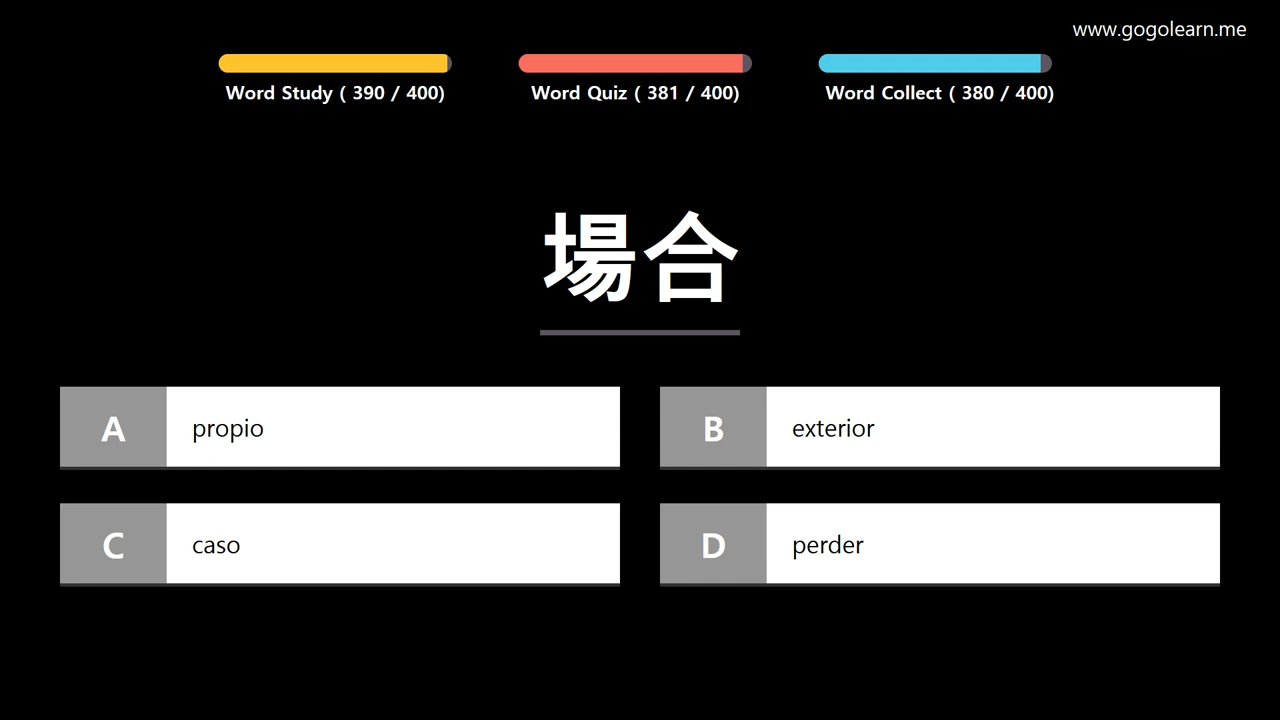 www.gogolearn.me
Word Study ( 390 / 400)
Word Quiz ( 381 / 400)
Word Collect ( 380 / 400)
場合
A propio
B exterior
C caso
D perder